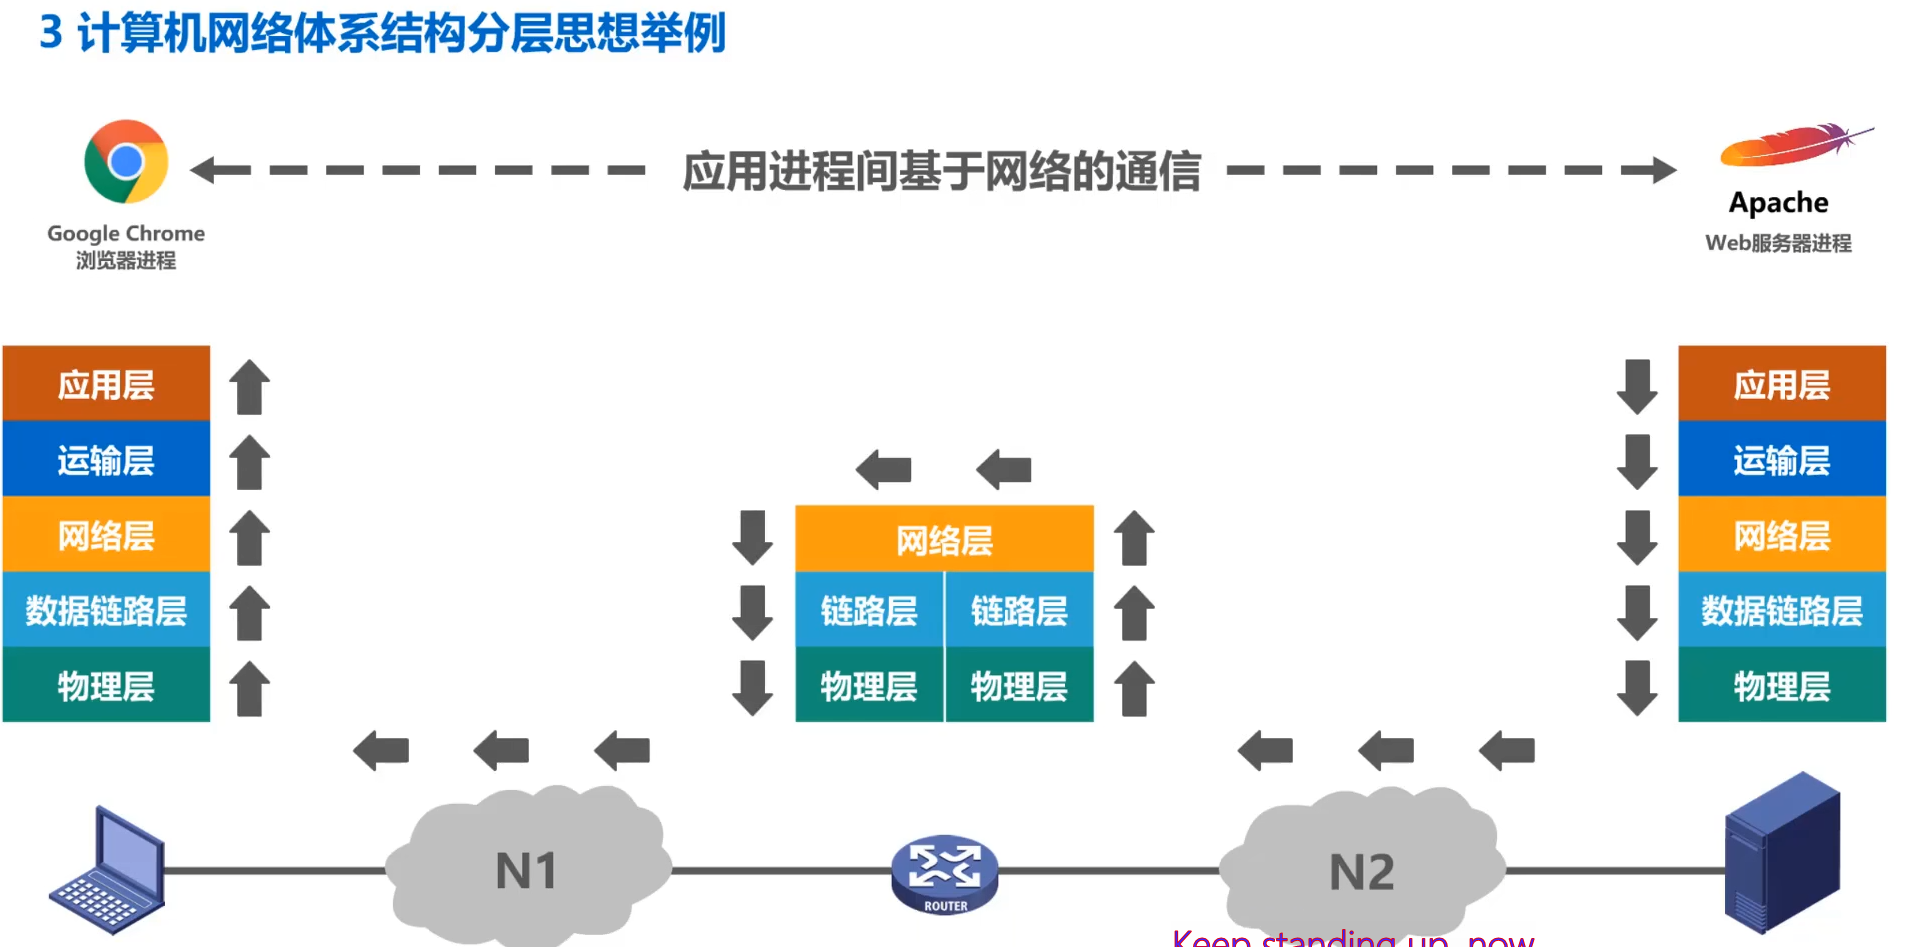 3 计算机网络体系结构分层思想举例
应用进程间基于网络的通信
Google Chrome
浏览器进程
Apache
Web服务器进程
应用层
运输层
网络层
数据链路层
物理层
网络层
链路层 链路层
物理层 物理层
应用层
运输层
网络层
数据链路层
物理层
N1
ROUTER
N2
Keep standing up, now